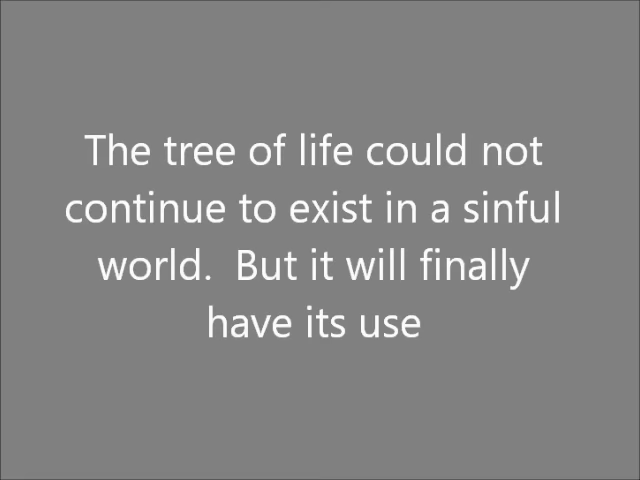 The tree of life could not
continue to exist in a sinful
world.  But it will finally
have its use